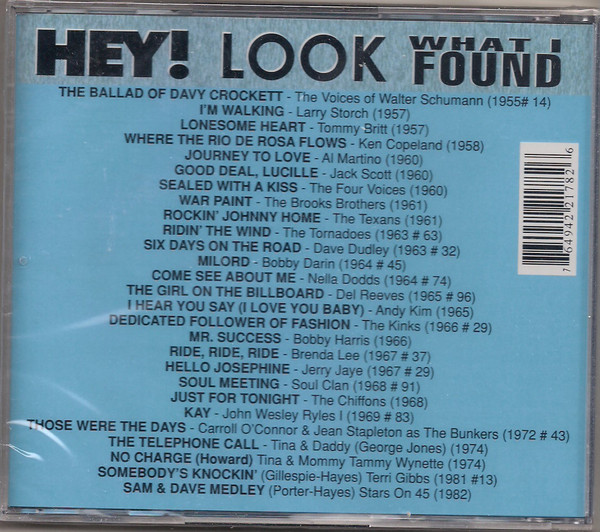 HEY! LOOK WHAT I FOUND
THE BALLAD OF DAVY CROCKETT - The Voices of Walter Schumann (1955# 14)
I'M WALKING - Larry Storch (1957)
LONESOME HEART - Tommy Britt (1957)
WHERE THE RIO DE ROSA FLOWS - Ken Copeland (1958)
JOURNEY TO LOVE - Al Martino (1960)
GOOD DEAL, LUCILLE - Jack Scott (1960)
SEALED WITH A KISS - The Four Voices (1960)
WAR PAINT - The Brooks Brothers (1961)
ROCKIN' JOHNNY HOME - The Texans (1961)
RIDIN' THE WIND - The Tornadoes (1963 # 63)
SIX DAYS ON THE ROAD - Dave Dudley (1963 # 32)
MILORD - Bobby Darin (1964 # 45)
COME SEE ABOUT ME - Nella Dodds (1964 # 74)
THE GIRL ON THE BILLBOARD - Del Reeves (1965 # 96)
I HEAR YOU SAY (I LOVE YOU BABY) - Andy Kim (1965)
DEDICATED FOLLOWER OF FASHION - The Kinks (1966 # 29)
MR. SUCCESS - Bobby Harris (1966)
RIDE, RIDE, RIDE - Brenda Lee (1967 # 37)
HELLO JOSEPHINE - Jerry Jaye (1967 # 29)
SOUL MEETING - Soul Clan (1968 # 91)
JUST FOR TONIGHT - The Chiffons (1968)
KAY - John Wesley Ryles I (1969 # 83)
THOSE WERE THE DAYS - Carroll O'Connor & Jean Stapleton as The Bunkers (1972 # 43)
THE TELEPHONE CALL - Tina & Daddy (George Jones) (1974)
NO CHARGE (Howard) Tina & Mommy Tammy Wynette (1974)
SOMEBODY'S KNOCKIN' (Gillespie-Hayes) Terri Gibbs (1981 #13)
SAM & DAVE MEDLEY (Porter-Hayes) Stars On 45 (1982)
7 64942 21782 6